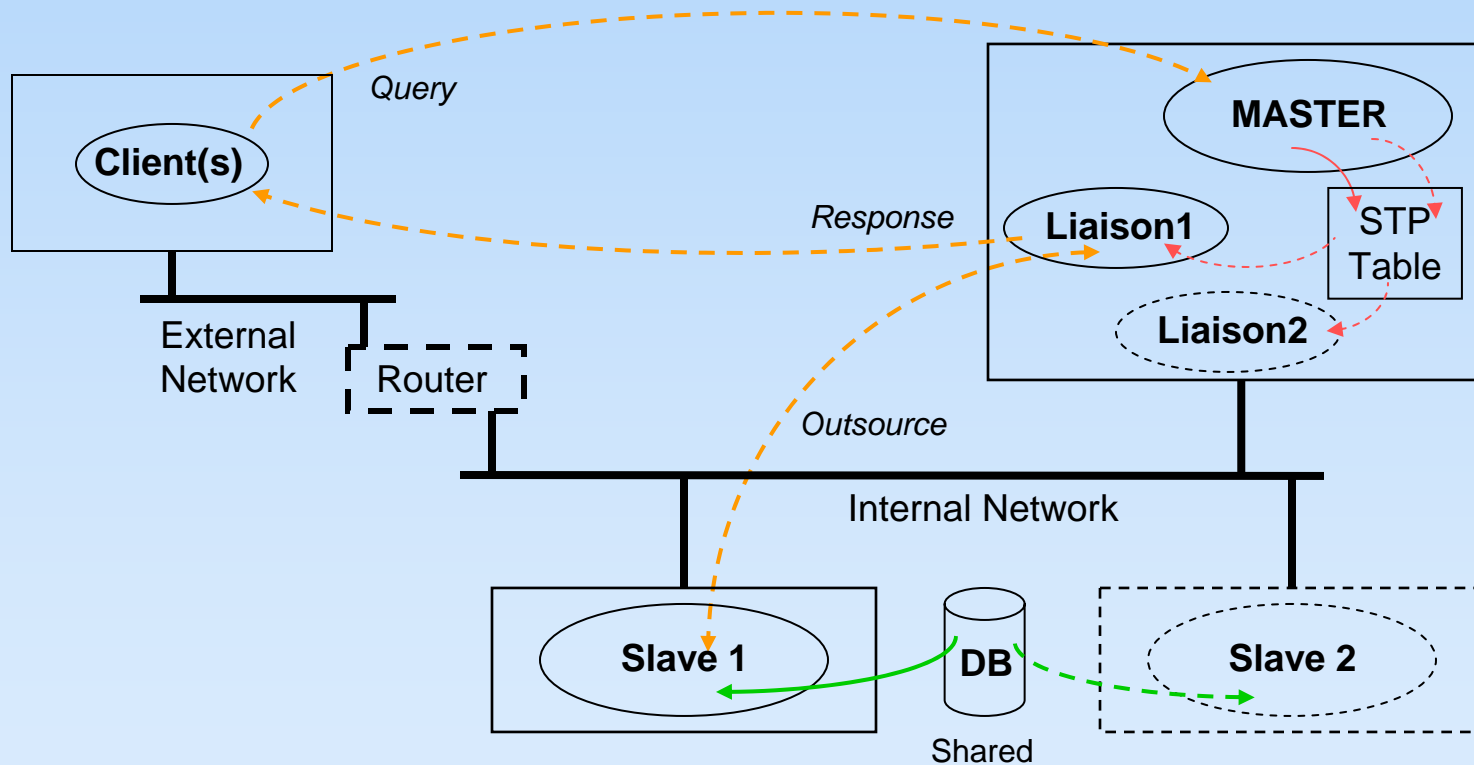 Query
MASTER
Client(s)
Response
Liaison1
STP
Table
Liaison2
External
Network
Router
Outsource
Internal Network
Slave 1
DB
Slave 2
Shared